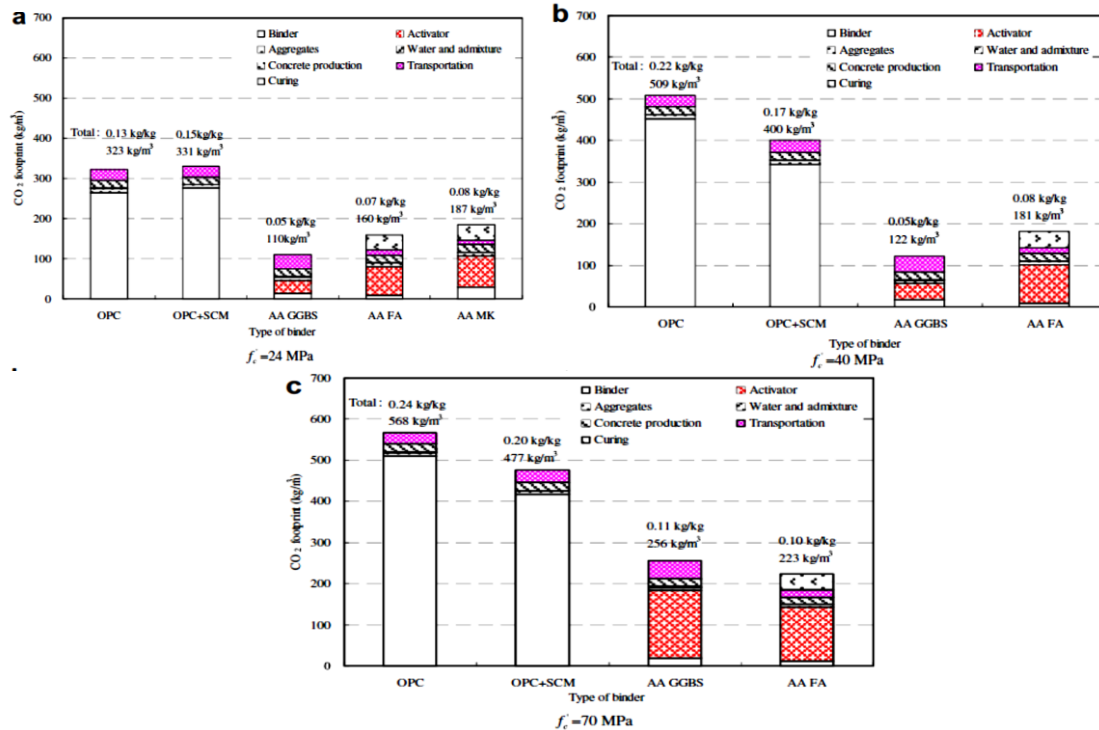 a
700
600
500
400
300
200
100
0
CO2 footprint (kg/m³)
Binder
Activator
Aggregates
Water and admixture
Concrete production
Transportation
Curing
Total : 0.13 kg/kg
323 kg/m³
0.15kg/kg
331 kg/m³
0.05 kg/kg
110kg/m³
0.07 kg/kg
160 kg/m³
0.08 kg/kg
187 kg/m³
OPC
OPC+SCM
AA GGBS
AA FA
AA MK
Type of binder
f'c=24 MPa
b
700
600
500
400
300
200
100
0
CO2 footprint (kg/m³)
Binder
Activator
Aggregates
Water and admixture
Concrete production
Transportation
Curing
Total : 0.22 kg/kg
509 kg/m³
0.17 kg/kg
400 kg/m³
0.05kg/kg
122 kg/m³
0.08 kg/kg
181 kg/m³
OPC
OPC+SCM
AA GGBS
AA FA
Type of binder
f'c=40 MPa
c
700
600
500
400
300
200
100
0
CO2 footprint (kg/m³)
Binder
Activator
Aggregates
Water and admixture
Concrete production
Transportation
Curing
Total : 0.24 kg/kg
568 kg/m³
0.20 kg/kg
477 kg/m³
0.11 kg/kg
256 kg/m³
0.10 kg/kg
223 kg/m³
OPC
OPC+SCM
AA GGBS
AA FA
Type of binder
f'c=70 MPa